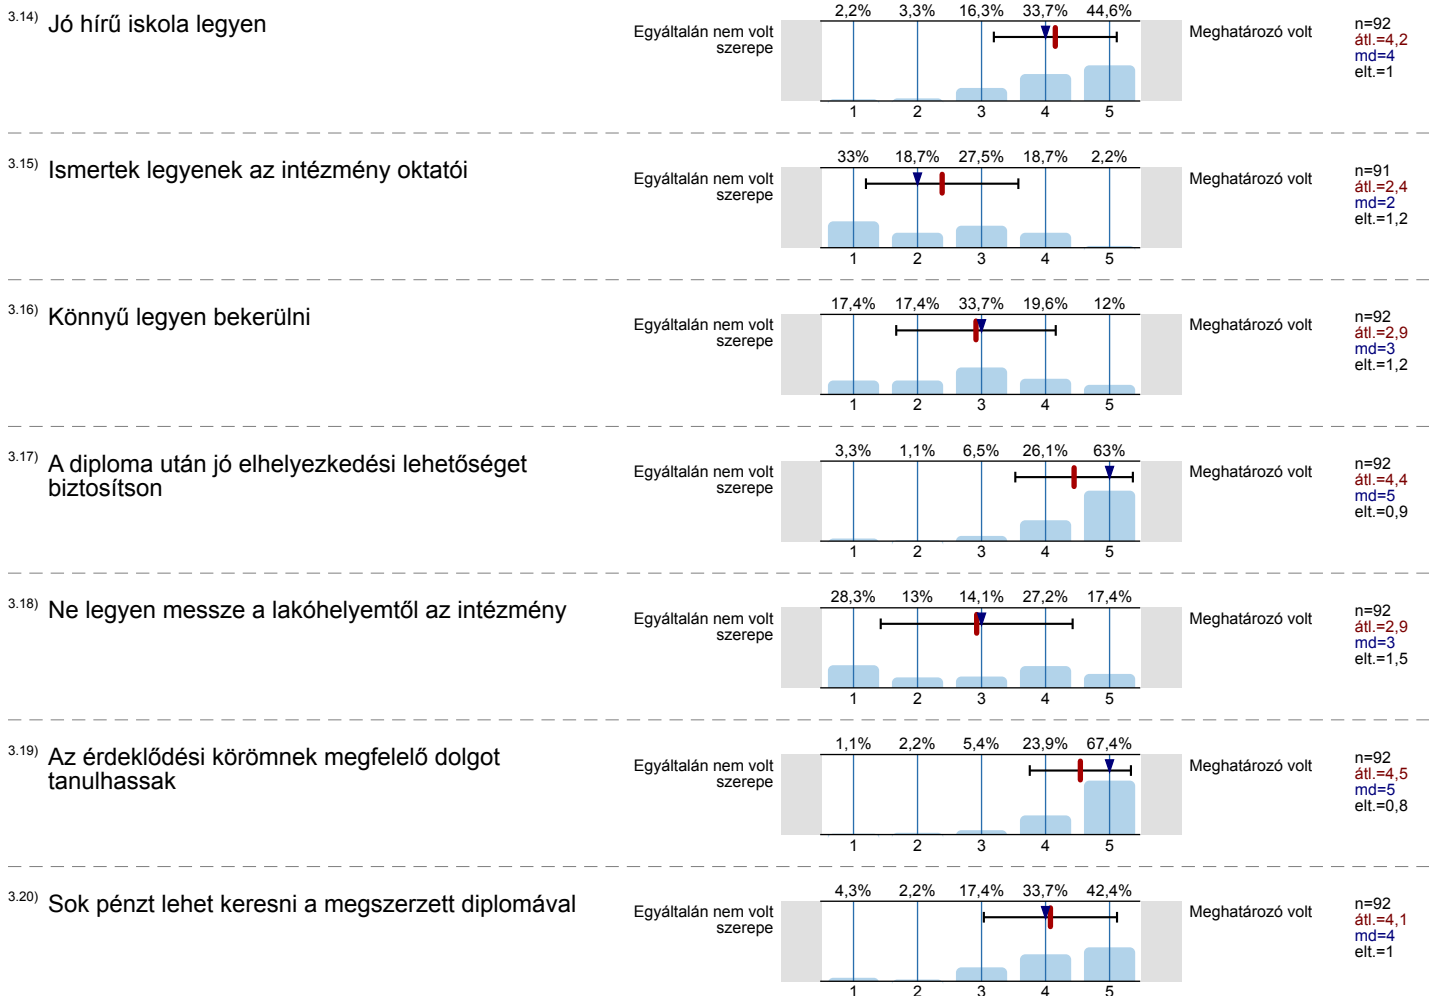 3.14) Jó hírű iskola legyen
Egyáltalán nem volt
szerepe
2,2% 3,3% 16,3% 33,7% 44,6%
1 2 3 4 5
Meghatározó volt
n=92
átl.=4,2
md=4
elt.=1
3.15) Ismertek legyenek az intézmény oktatói
Egyáltalán nem volt
szerepe
33% 18,7% 27,5% 18,7% 2,2%
1 2 3 4 5
Meghatározó volt
n=91
átl.=2,4
md=2
elt.=1,2
3.16) Könnyű legyen bekerülni
Egyáltalán nem volt
szerepe
17,4% 17,4% 33,7% 19,6% 12%
1 2 3 4 5
Meghatározó volt
n=92
átl.=2,9
md=3
elt.=1,2
3.17) A diploma után jó elhelyezkedési lehetőséget
biztosítson
Egyáltalán nem volt
szerepe
3,3% 1,1% 6,5% 26,1% 63%
1 2 3 4 5
Meghatározó volt
n=92
átl.=4,4
md=5
elt.=0,9
3.18) Ne legyen messze a lakóhelyemtől az intézmény
Egyáltalán nem volt
szerepe
28,3% 13% 14,1% 27,2% 17,4%
1 2 3 4 5
Meghatározó volt
n=92
átl.=2,9
md=3
elt.=1,5
3.19) Az érdeklődési körömnek megfelelő dolgot
tanulhassak
Egyáltalán nem volt
szerepe
1,1% 2,2% 5,4% 23,9% 67,4%
1 2 3 4 5
Meghatározó volt
n=92
átl.=4,5
md=5
elt.=0,8
3.20) Sok pénzt lehet keresni a megszerzett diplomával
Egyáltalán nem volt
szerepe
4,3% 2,2% 17,4% 33,7% 42,4%
1 2 3 4 5
Meghatározó volt
n=92
átl.=4,1
md=4
elt.=1